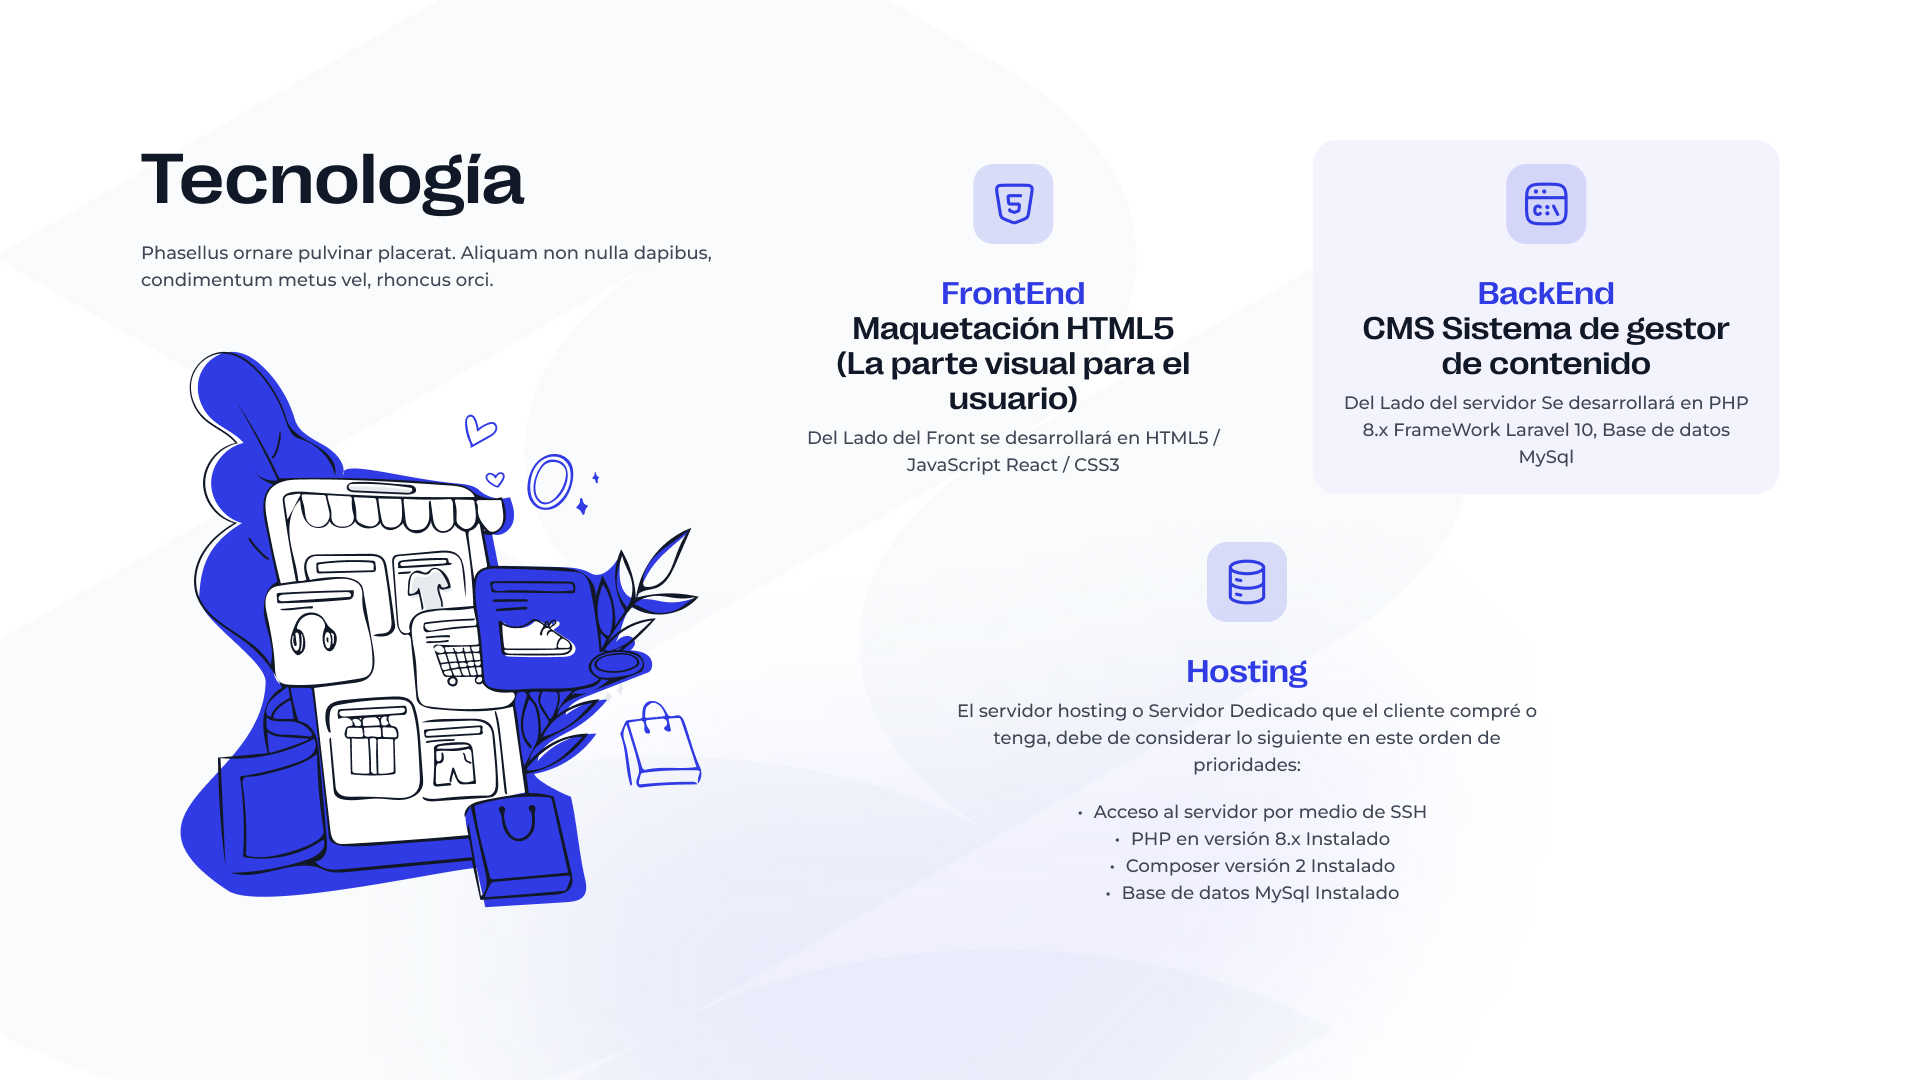 Tecnología
Phasellus ornare pulvinar placerat. Aliquam non nulla dapibus,
condimentum metus vel, rhoncus orci.
FrontEnd
Maquetación HTML5
(La parte visual para el
usuario)
Del Lado del Front se desarrollará en HTML5 /
JavaScript React / CSS3
C:\
BackEnd
CMS Sistema de gestor
de contenido
Del Lado del servidor Se desarrollará en PHP
8.x FrameWork Laravel 10, Base de datos
MySql
Hosting
El servidor hosting o Servidor Dedicado que el cliente compré o
tenga, debe de considerar lo siguiente en este orden de
prioridades:
• Acceso al servidor por medio de SSH
• PHP en versión 8.x Instalado
• Composer versión 2 Instalado
• Base de datos MySql Instalado